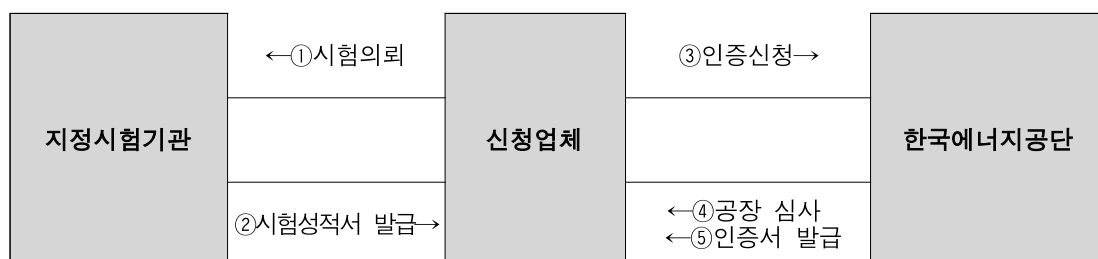 ←①시험의뢰
③인증신청→
지정시험기관
신청업체
한국에너지공단
②시험성적서 발급→
←④공장 심사
←⑤인증서 발급